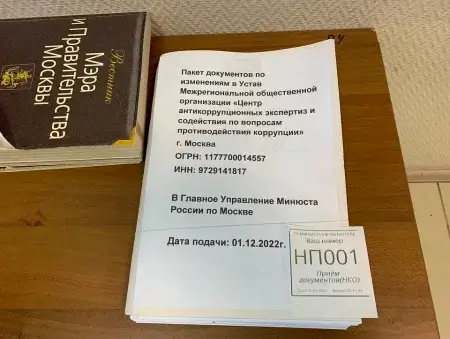 Вестник
Мэра
и Правительства
Москвы
Пакет документов по
изменениям в Устав
Межрегиональной общественной
организации «Центр
антикоррупционных экспертиз и
содействия по вопросам
противодействия коррупции»
г. Москва
ОГРН: 1177700014557
ИНН: 9729141817
В Главное Управление Минюста
России по Москве
Дата подачи: 01.12.2022г.
Ваш номер
НП001
Приём
документов(НКО)